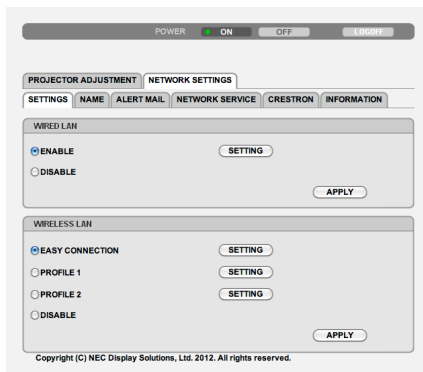 POWER ON OFF LOGOFF
PROJECTOR ADJUSTMENT NETWORK SETTINGS
SETTINGS NAME ALERT MAIL NETWORK SERVICE CRESTRON INFORMATION
WIRED LAN
ENABLE SETTING
DISABLE
APPLY
WIRELESS LAN
EASY CONNECTION SETTING
PROFILE 1 SETTING
PROFILE 2 SETTING
DISABLE
APPLY
Copyright (C) NEC Display Solutions, Ltd. 2012. All rights reserved.